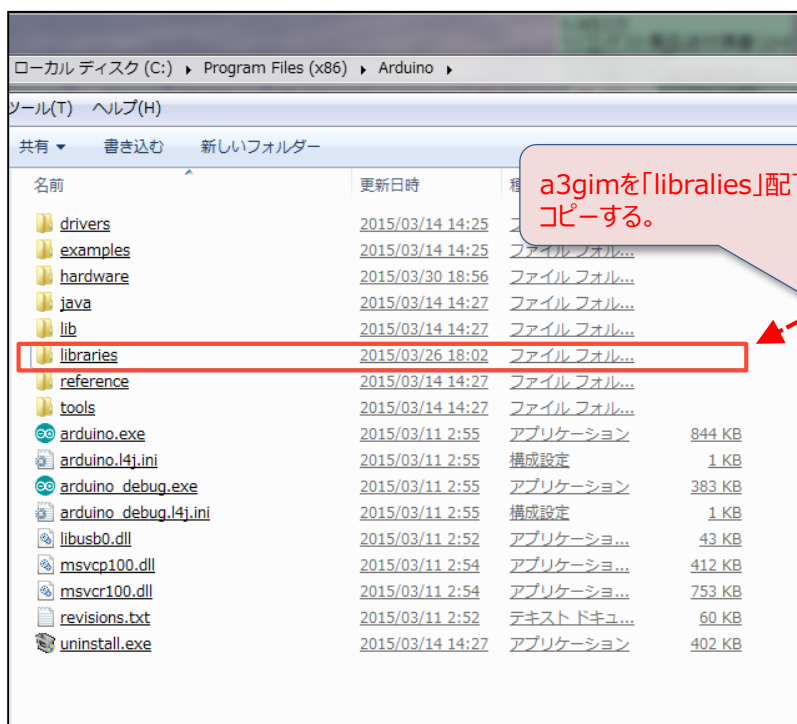 ローカル ディスク (C:) ▸ Program Files (x86) ▸ Arduino ▸
ツール(T) ヘルプ(H)
共有 ▼ 書き込む 新しいフォルダー
名前 更新日時
a3gimを「libralies」配
コピーする。
drivers 2015/03/14 14:25
examples 2015/03/14 14:25 ファイル フォル...
hardware 2015/03/30 18:56 ファイル フォル...
java 2015/03/14 14:27 ファイル フォル...
lib 2015/03/14 14:27 ファイル フォル...
libraries 2015/03/26 18:02 ファイル フォル...
reference 2015/03/14 14:27 ファイル フォル...
tools 2015/03/14 14:27 ファイル フォル...
arduino.exe 2015/03/11 2:55 アプリケーション 844 KB
arduino.l4j.ini 2015/03/11 2:55 構成設定 1 KB
arduino_debug.exe 2015/03/11 2:55 アプリケーション 383 KB
arduino_debug.l4j.ini 2015/03/11 2:55 構成設定 1 KB
libusb0.dll 2015/03/11 2:52 アプリケーショ... 43 KB
msvcp100.dll 2015/03/11 2:54 アプリケーショ... 412 KB
msvcr100.dll 2015/03/11 2:54 アプリケーショ... 753 KB
revisions.txt 2015/03/11 2:52 テキスト ドキュ... 60 KB
uninstall.exe 2015/03/14 14:27 アプリケーション 402 KB